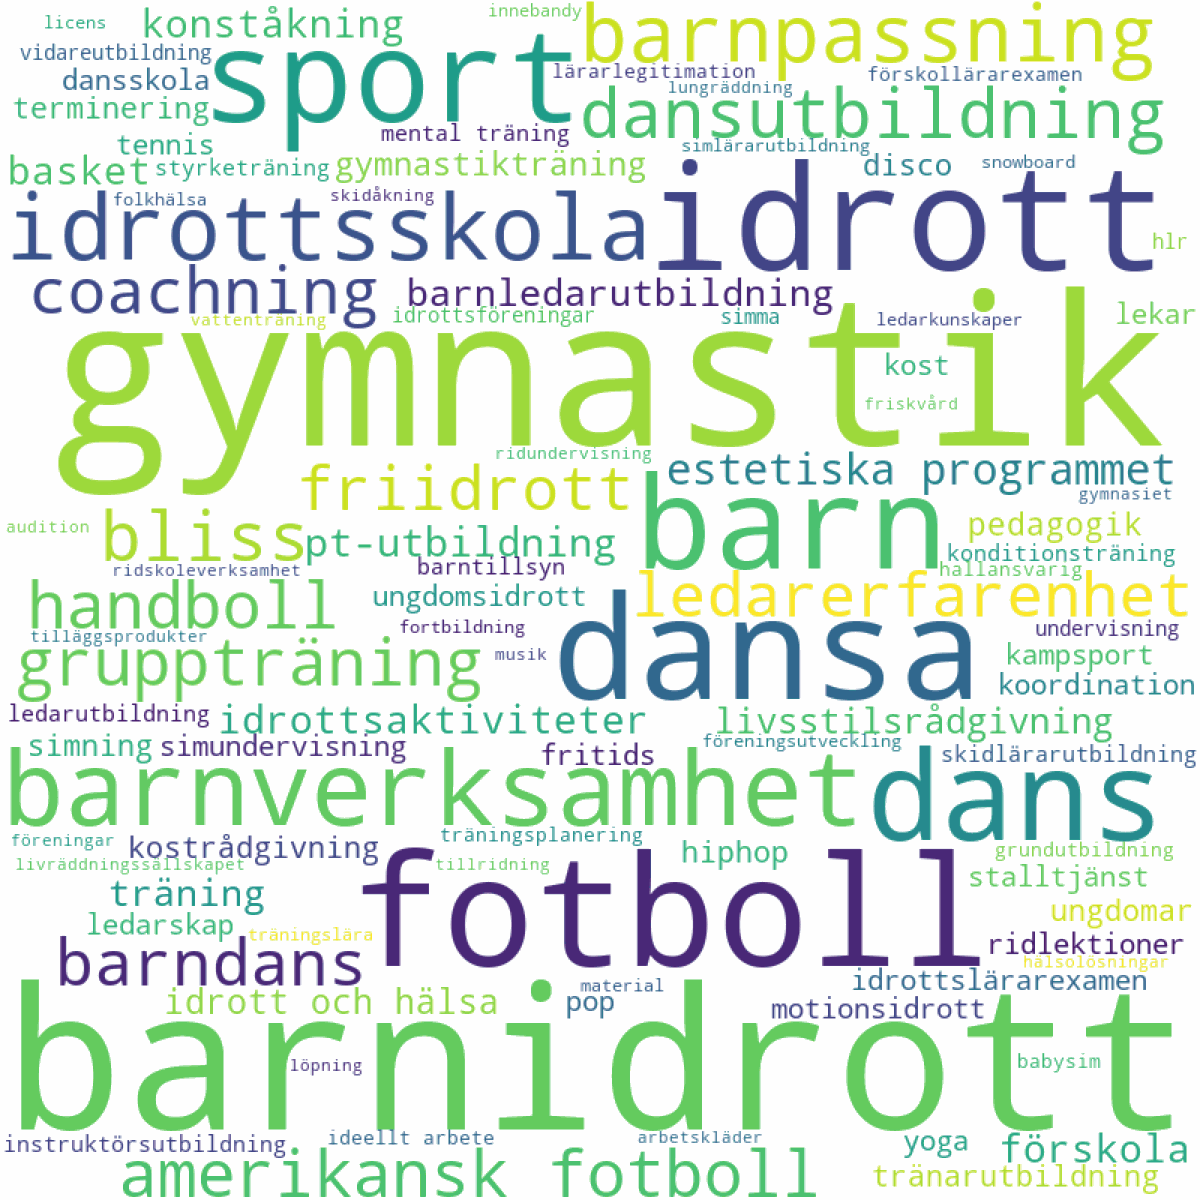 licens
konståkning
innebandy
barnpassning
vidareutbildning
sport
dansskola
lärarlegitimation
förskollärarexamen
terminering
lungräddning
dansutbildning
mental träning
tennis
simlärarutbildning
basket
styrketräning
gymnastikträning
disco
snowboard
folkhälsa
skidåkning
idrottsskola
idrott
hlr
coachning
barnledarutbildning
vattenträning
idrottsföreningar
simma
ledarkunskaper
lekar
gymnastik
kost
friskvård
ridundervisning
estetiska programmet
friidrott
barn
gymnasiet
audition
bliss
pedagogik
pt-utbildning
konditionsträning
ridskoleverksamhet
barntillsyn
hallansvarig
handboll
ungdomsidrott
ledarerfarenhet
tilläggsprodukter
fortbildning
dansa
undervisning
gruppträning
musik
kampsport
koordination
ledarutbildning
idrottsaktiviteter
livsstilsrådgivning
simning
simundervisning
fritids
föreningsutveckling
skidlärarutbildning
barnverksamhet
dans
föreningar
kostrådgivning
träningsplanering
hiphop
grundutbildning
livräddningssällskapet
tillridning
stalltjänst
träning
fotboll
ungdomar
ledarskap
träningslära
ridlektioner
barndans
hälsolösningar
idrottslärarexamen
material
idrott och hälsa
pop
motionsidrott
barnidrott
löpning
babysim
instruktörsutbildning
ideellt arbete
arbetskläder
yoga
förskola
amerikansk fotboll
tränarutbildning